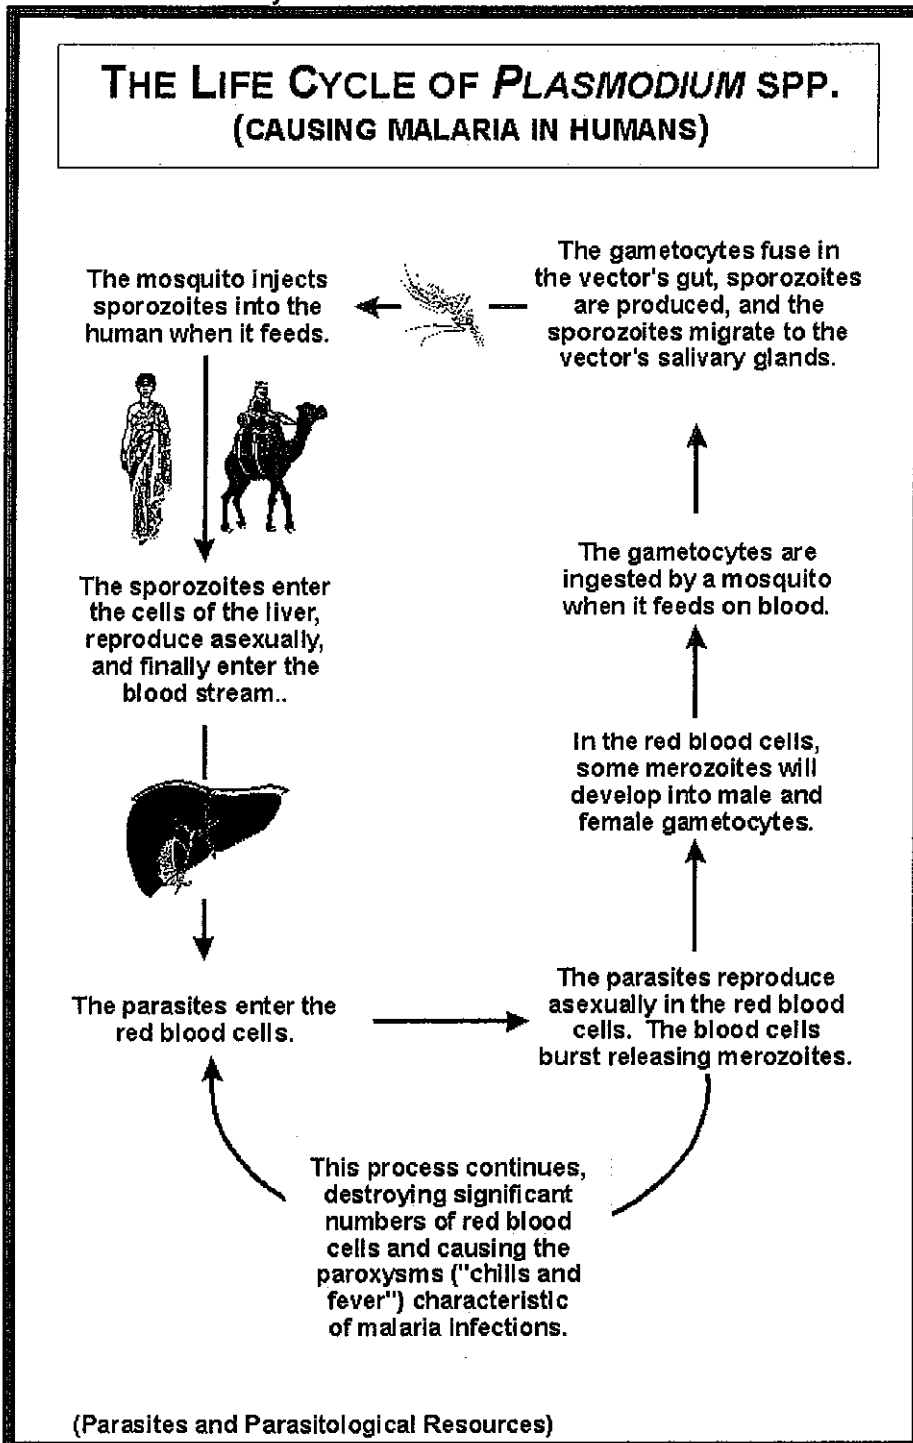 THE LIFE CYCLE OF PLASMODIUM SPP.
(CAUSING MALARIA IN HUMANS)
The mosquito injects
sporozoites into the
human when it feeds.
The sporozoites enter
the cells of the liver,
reproduce asexually,
and finally enter the
blood stream..
The parasites enter the
red blood cells.
This process continues,
destroying significant
numbers of red blood
cells and causing the
paroxysms ("chills and
fever") characteristic
of malaria infections.
The parasites reproduce
asexually in the red blood
cells. The blood cells
burst releasing merozoites.
In the red blood cells,
some merozoites will
develop into male and
female gametocytes.
The gametocytes are
ingested by a mosquito
when it feeds on blood.
The gametocytes fuse in
the vector's gut, sporozoites
are produced, and the
sporozoites migrate to the
vector's salivary glands.
(Parasites and Parasitological Resources)